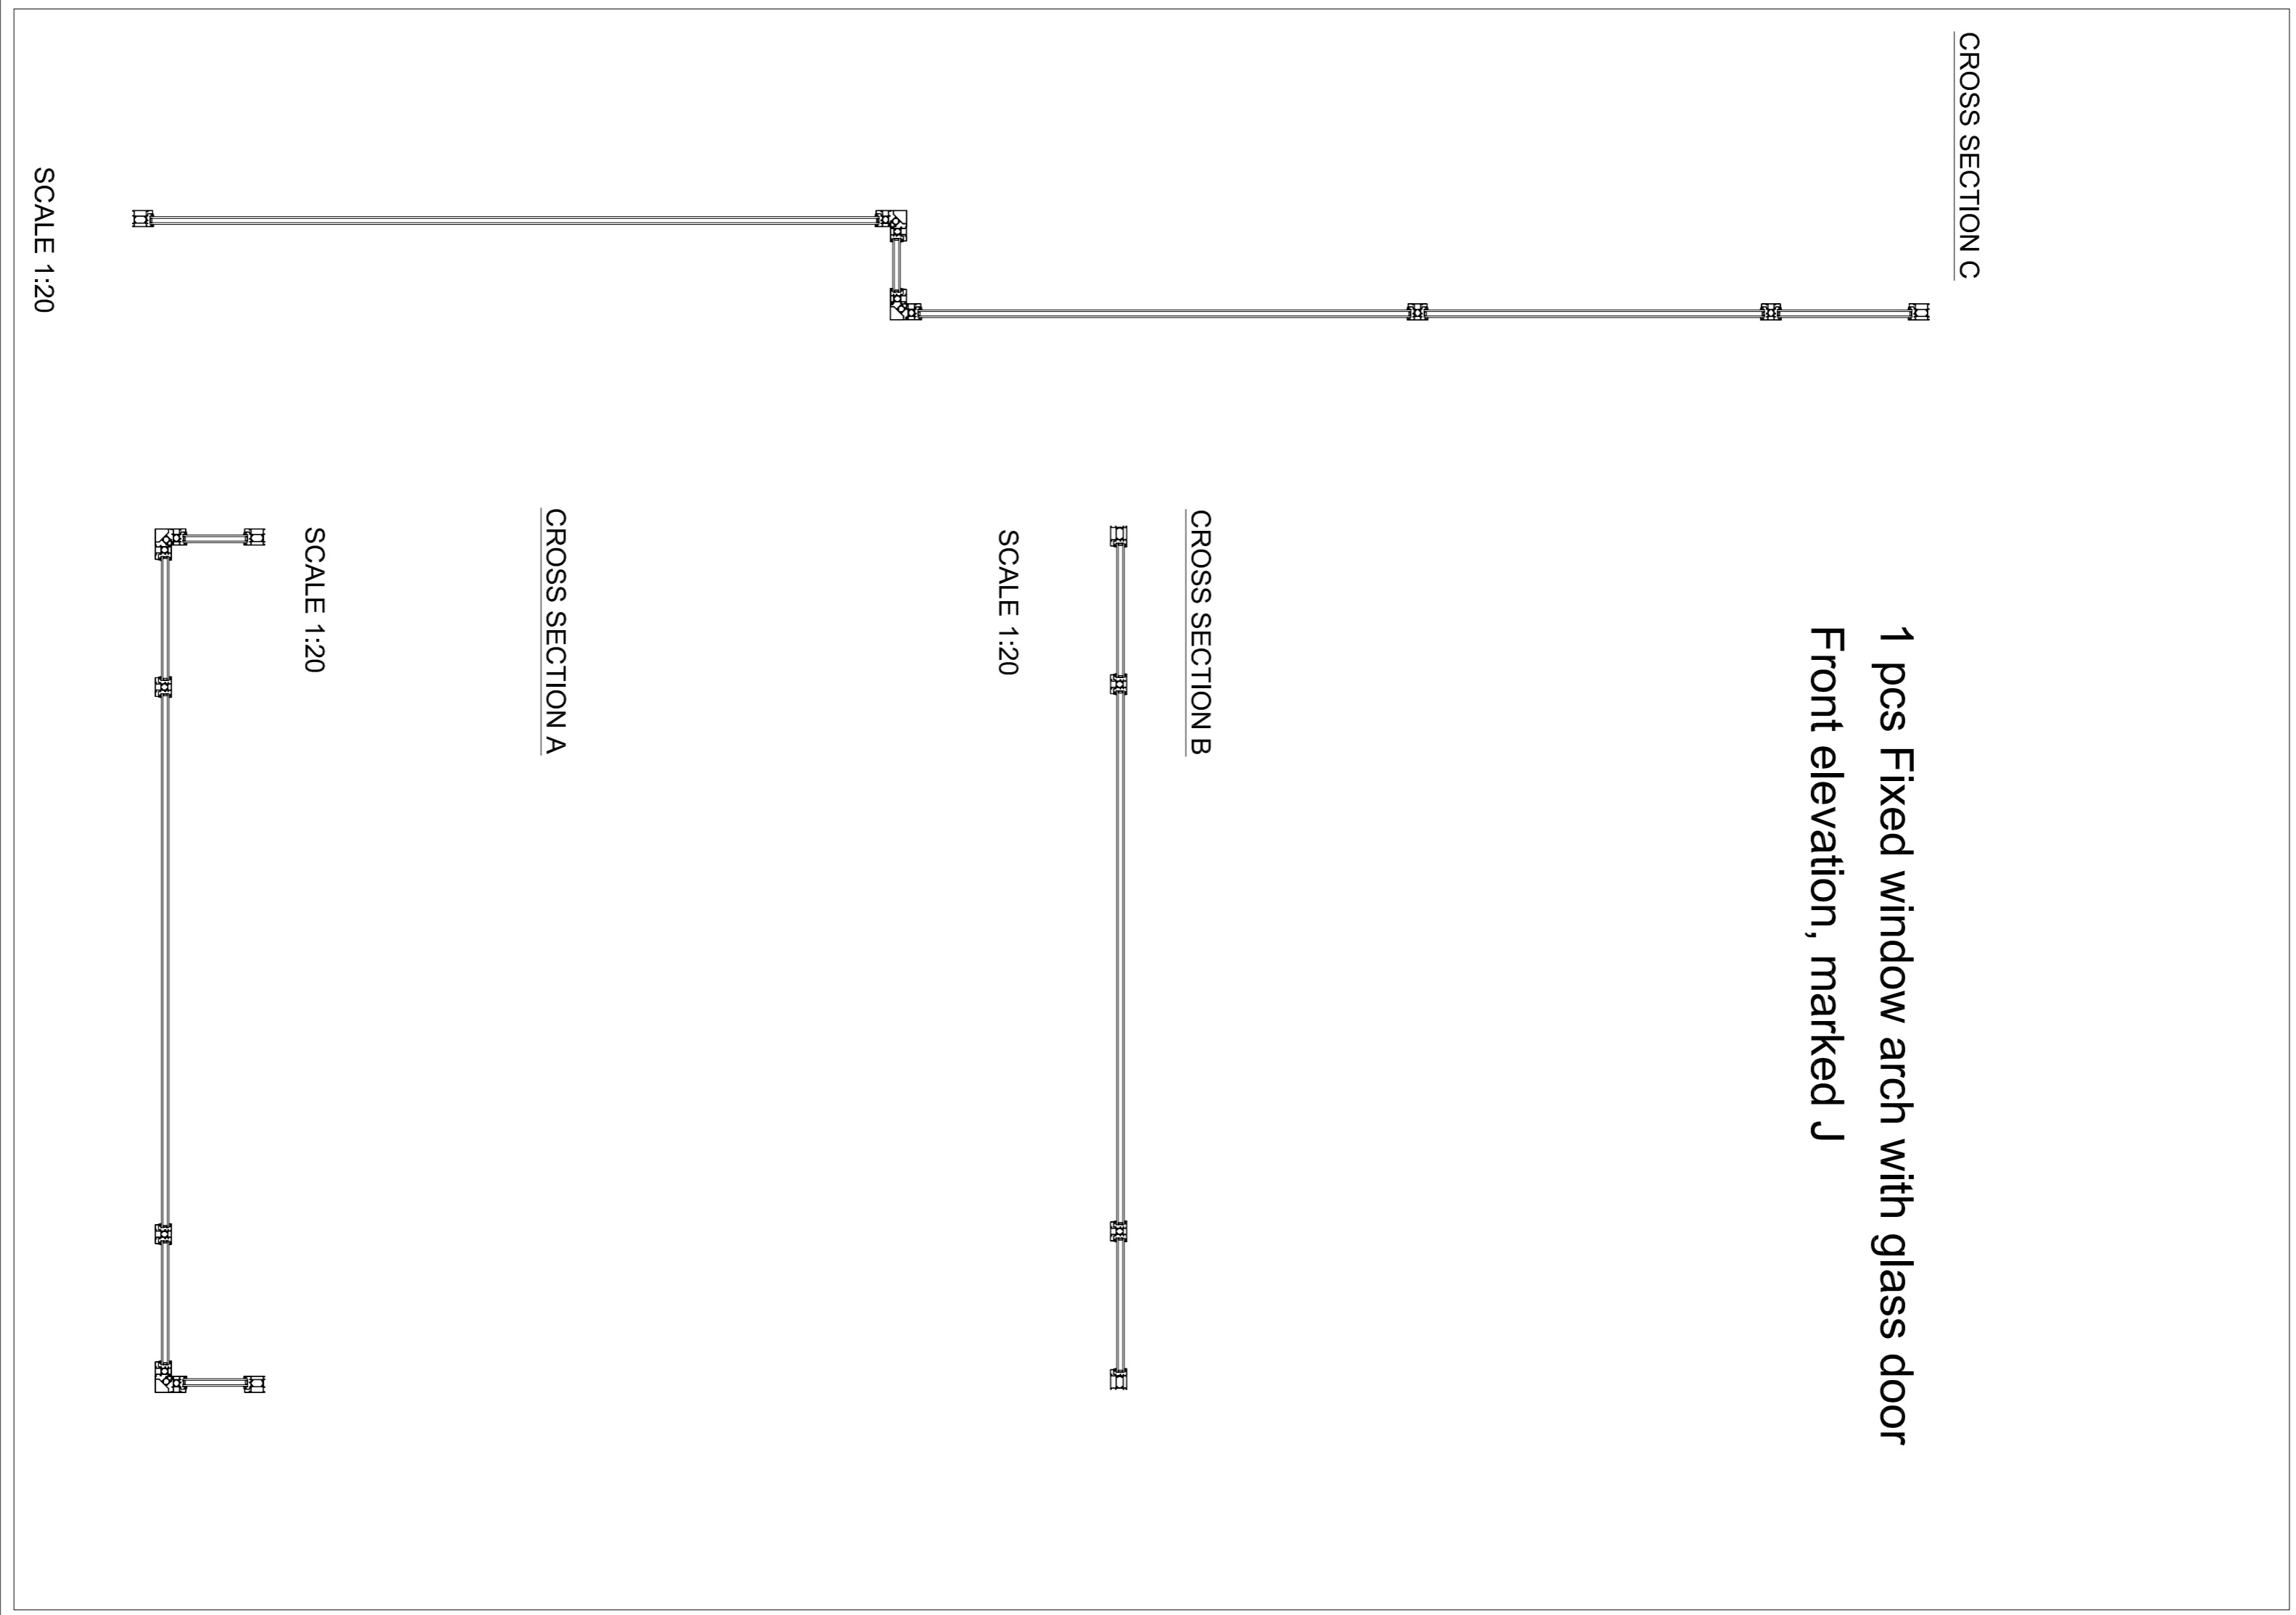 CROSS SECTION C
SCALE 1:20
1 pcs Fixed window arch with glass door
Front elevation, marked J
CROSS SECTION B
SCALE 1:20
CROSS SECTION A
SCALE 1:20